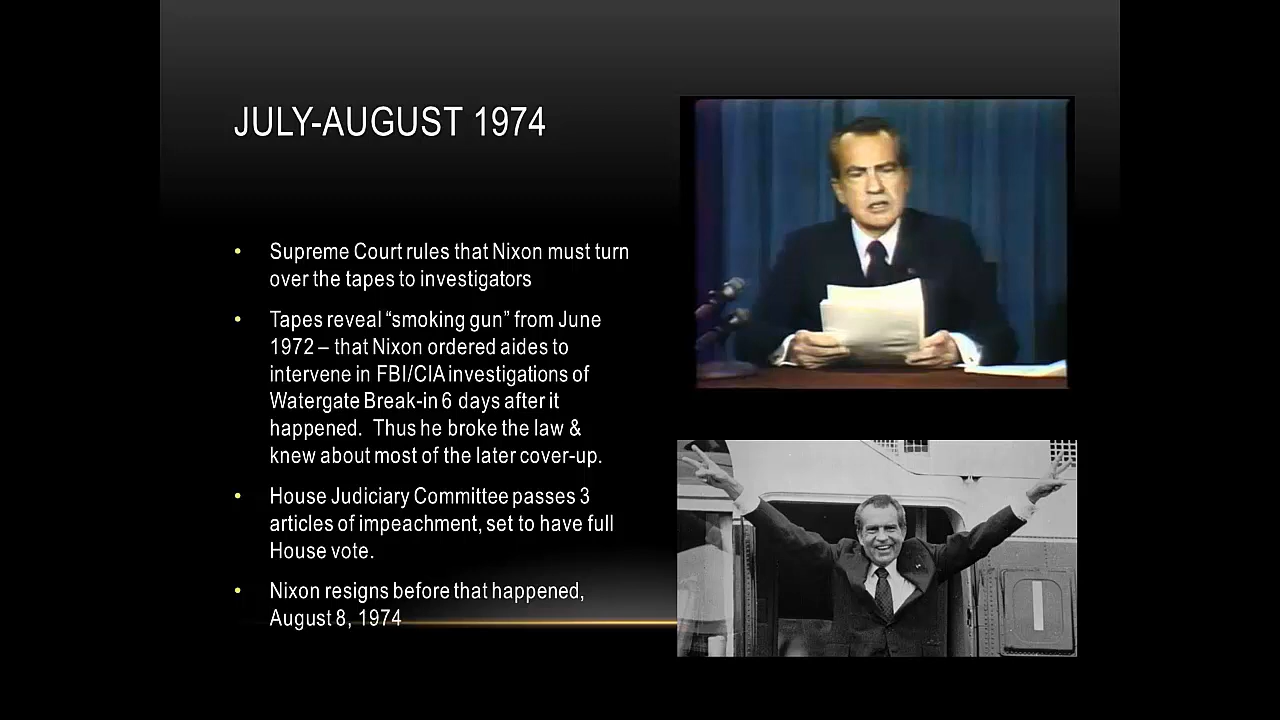 JULY-AUGUST 1974
• Supreme Court rules that Nixon must turn
over the tapes to investigators
• Tapes reveal “smoking gun” from June
1972 – that Nixon ordered aides to
intervene in FBI/CIA investigations of
Watergate Break-in 6 days after it
happened. Thus he broke the law &
knew about most of the later cover-up.
• House Judiciary Committee passes 3
articles of impeachment, set to have full
House vote.
• Nixon resigns before that happened,
August 8, 1974